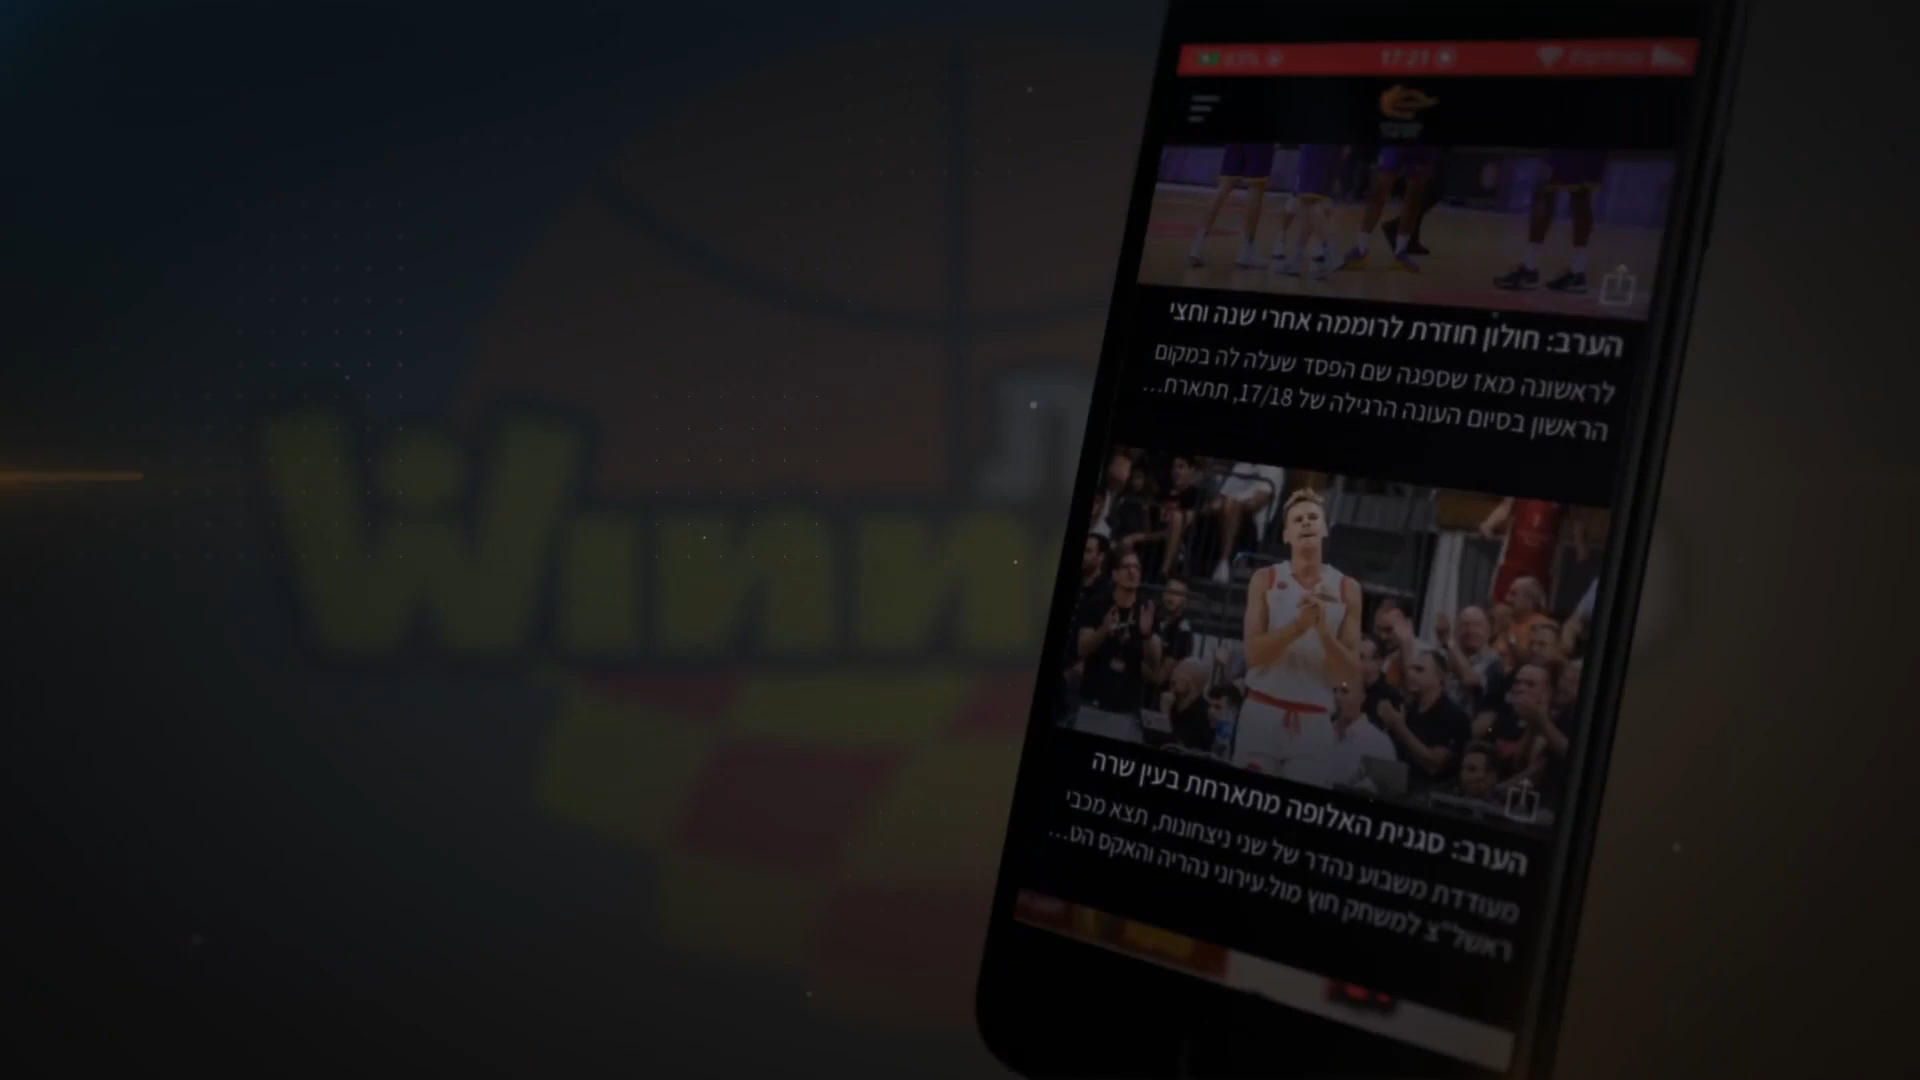 17:21
הערב: חולון חוזרת לרוממה אחרי שנה וחצי
לראשונה מאז שספגה שם הפסד שעלה לה במקום
הראשון בסיום העונה הרגילה של 17/18, תתארח...
Winn
הערב: סגנית האלופה מתארחת בעין שרה
מעודדת משבוע נהדר של שני ניצחונות, תצא מכבי
ראשל"צ למשחק חוץ מול עירוני נהריה והאקס הט...